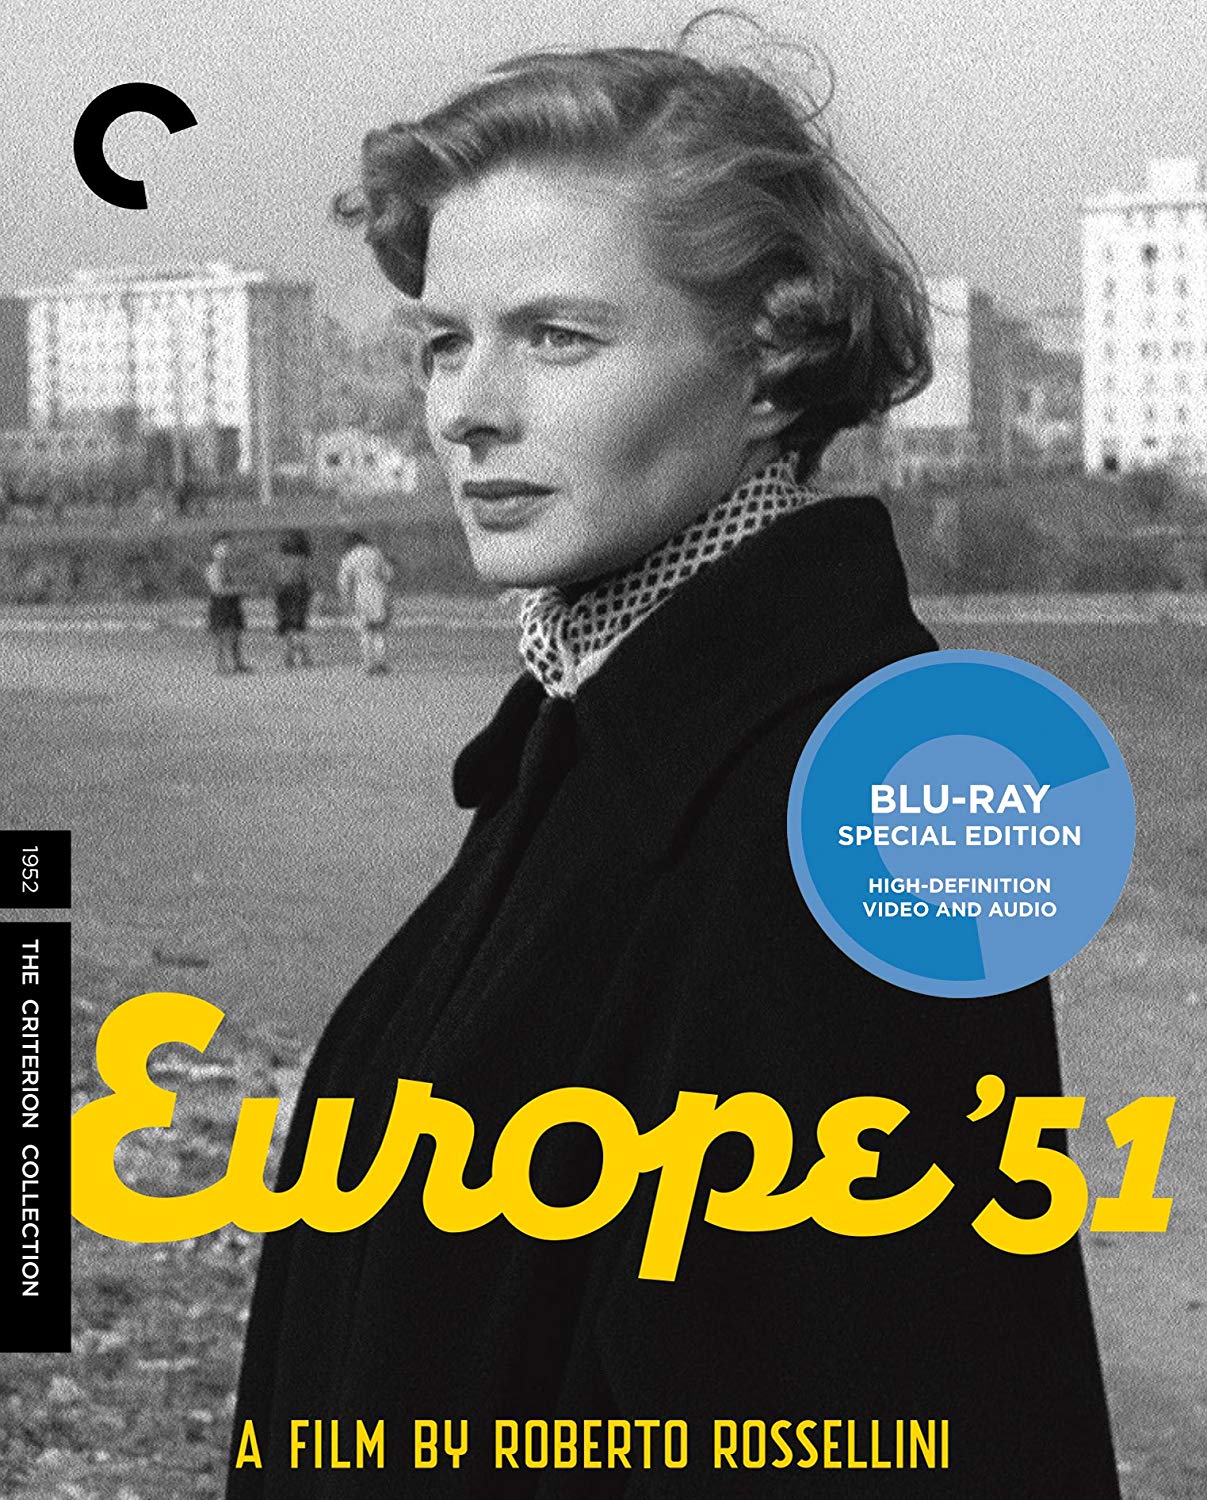 BLU-RAY
SPECIAL EDITION
HIGH-DEFINITION
VIDEO AND AUDIO
1952
THE CRITERION COLLECTION
Europe '51
A FILM BY ROBERTO ROSSELLINI